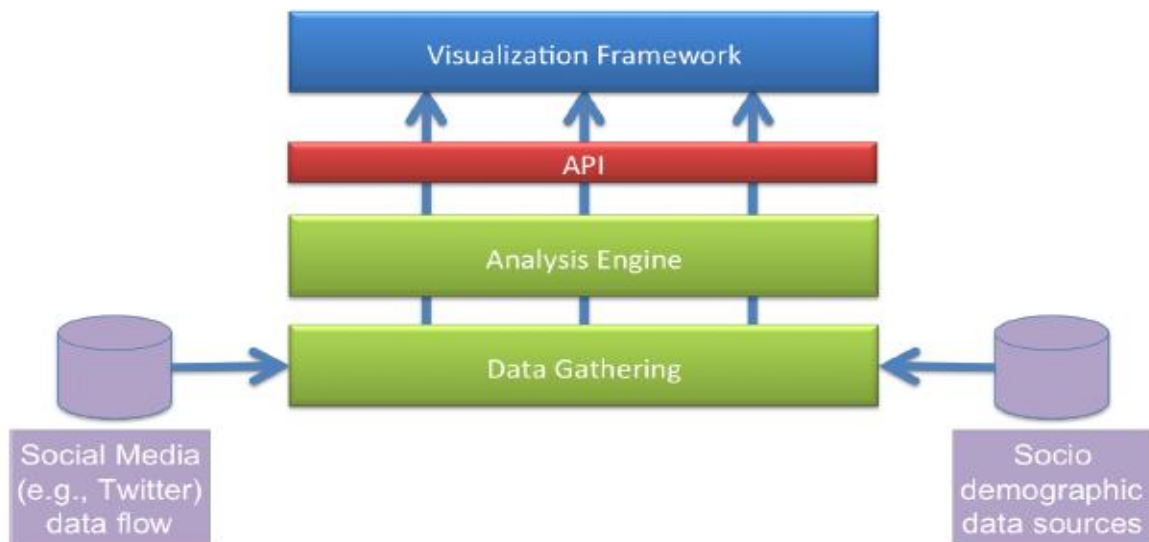 Visualization Framework
API
Analysis Engine
Data Gathering
Social Media
(e.g., Twitter)
data flow
Socio
demographic
data sources